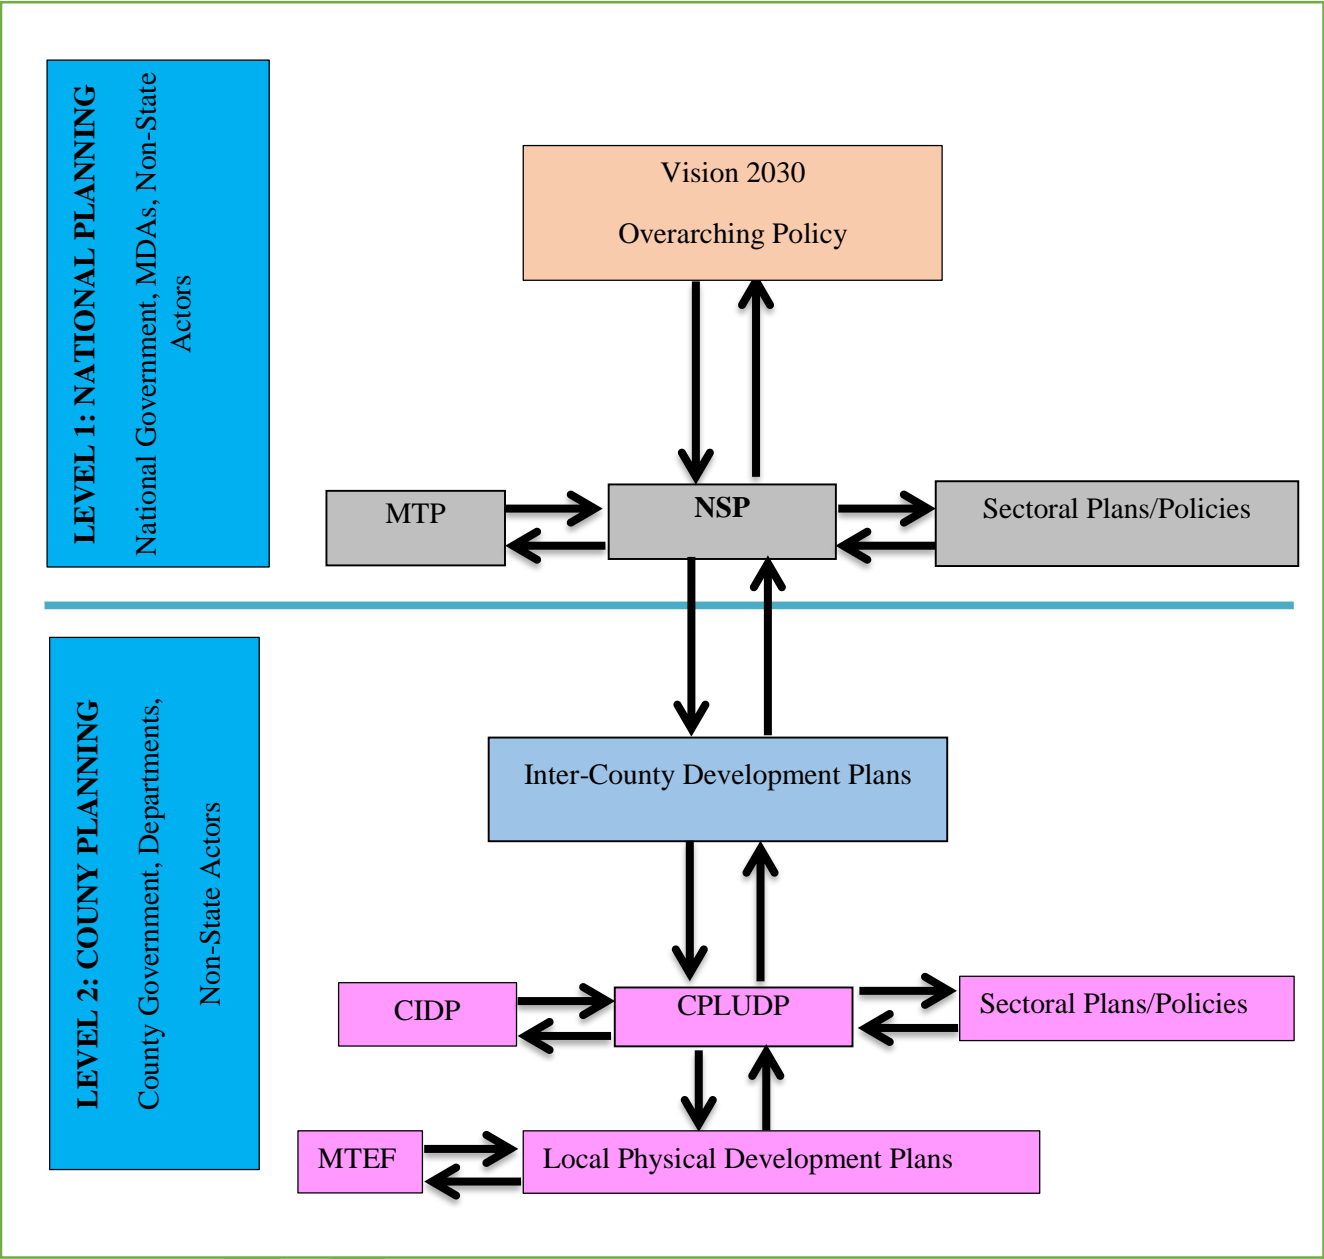 LEVEL 1: NATIONAL PLANNING
National Government, MDAs, Non-State
Actors
Vision 2030
Overarching Policy
MTP
NSP
Sectoral Plans/Policies
LEVEL 2: COUNY PLANNING
County Government, Departments,
Non-State Actors
Inter-County Development Plans
CIDP
CPLUDP
Sectoral Plans/Policies
MTEF
Local Physical Development Plans